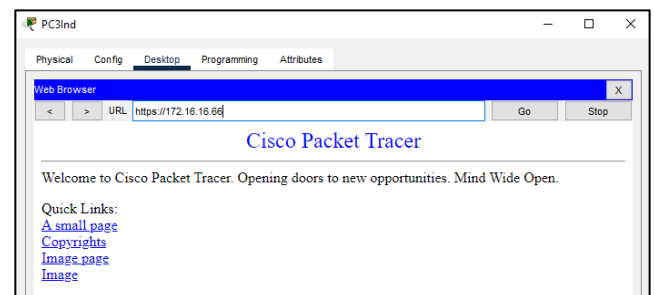 PC3Ind
Physical Config Desktop Programming Attributes
Web Browser X
< > URL https://172.16.16.66 Go Stop
Cisco Packet Tracer
Welcome to Cisco Packet Tracer. Opening doors to new opportunities. Mind Wide Open.
Quick Links:
A small page
Copyrights
Image page
Image